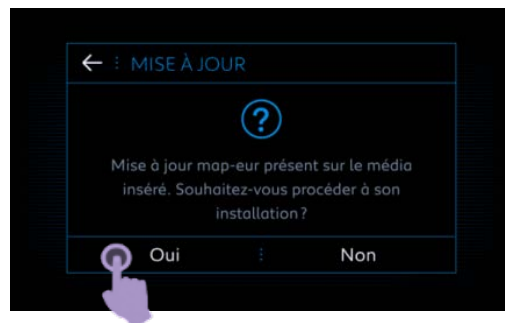 MISE À JOUR
Mise à jour map-eur présent sur le média
inséré. Souhaitez-vous procéder à son
installation?
Oui
Non